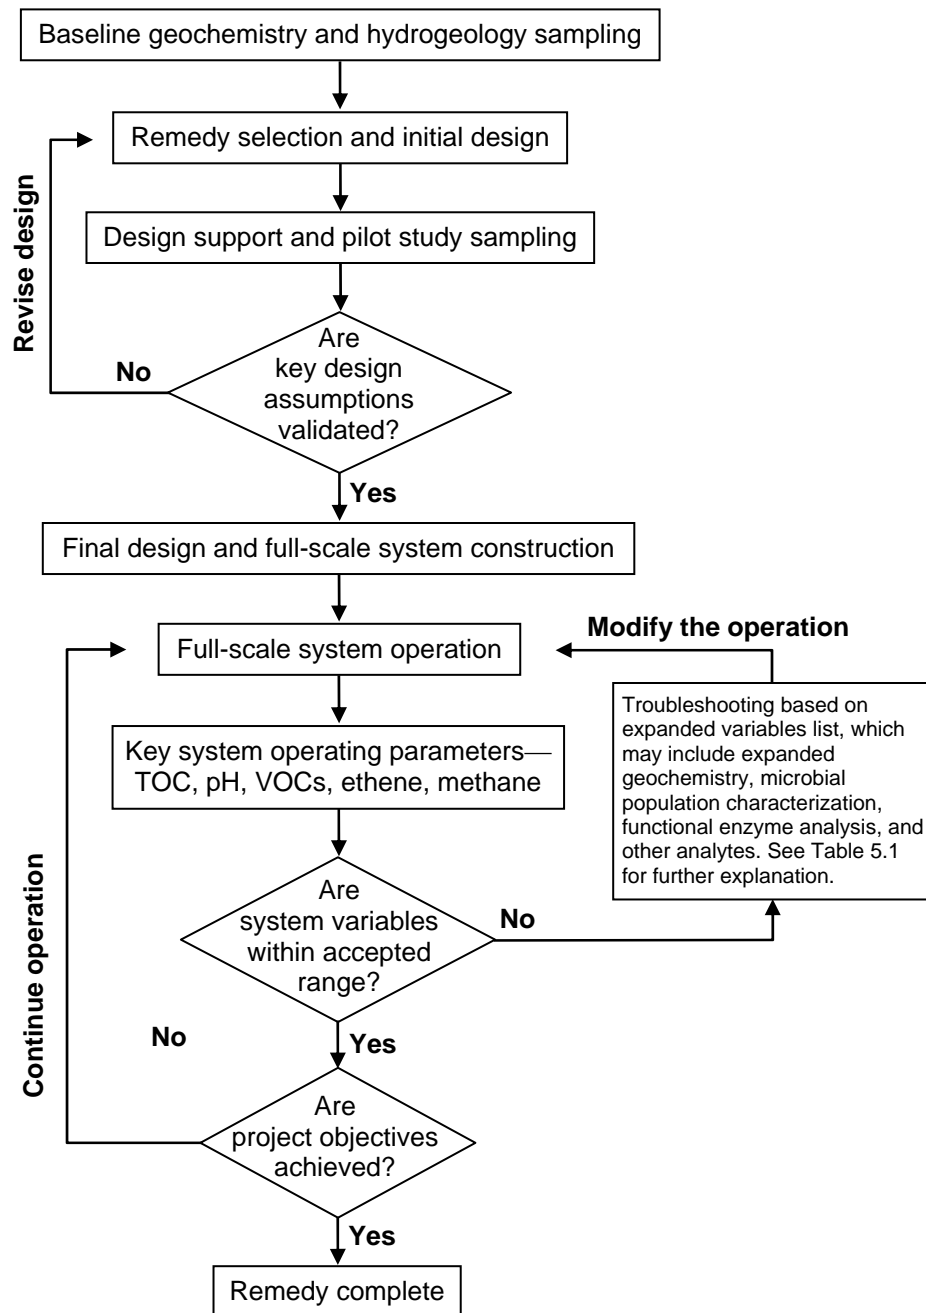 Baseline geochemistry and hydrogeology sampling
Remedy selection and initial design
Design support and pilot study sampling
Revise design
Are
key design
assumptions
validated?
No
Yes
Final design and full-scale system construction
Full-scale system operation
Modify the operation
Key system operating parameters—
TOC, pH, VOCs, ethene, methane
Troubleshooting based on
expanded variables list, which
may include expanded
geochemistry, microbial
population characterization,
functional enzyme analysis, and
other analytes. See Table 5.1
for further explanation.
Are
system variables
within accepted
range?
No
Yes
Continue operation
No
Are
project objectives
achieved?
Yes
Remedy complete